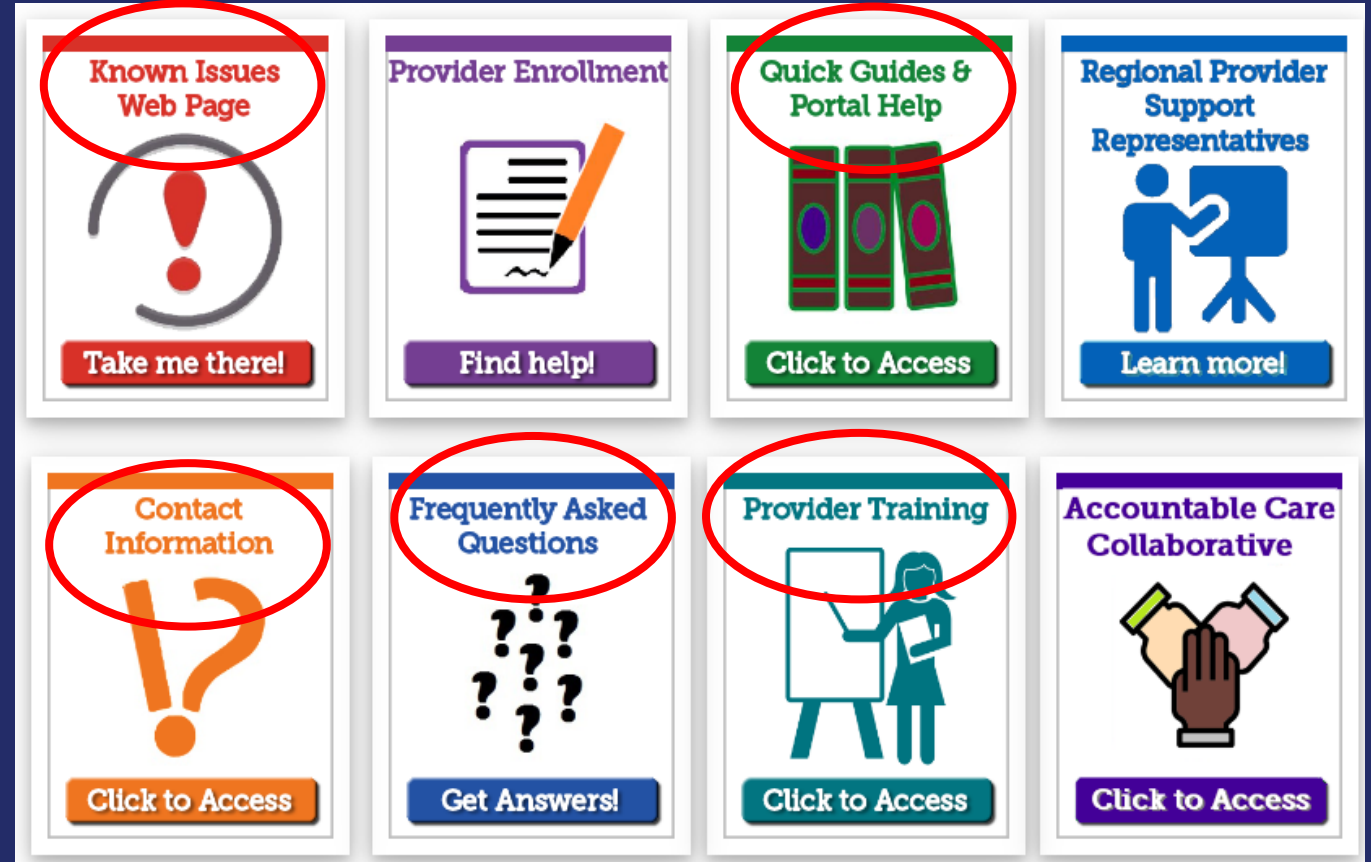 Known Issues
Web Page
Take me there!
Provider Enrollment
Find help!
Quick Guides &
Portal Help
Click to Access
Regional Provider
Support
Representatives
Learn more!
Contact
Information
Click to Access
Frequently Asked
Questions
Get Answers!
Provider Training
Click to Access
Accountable Care
Collaborative
Click to Access